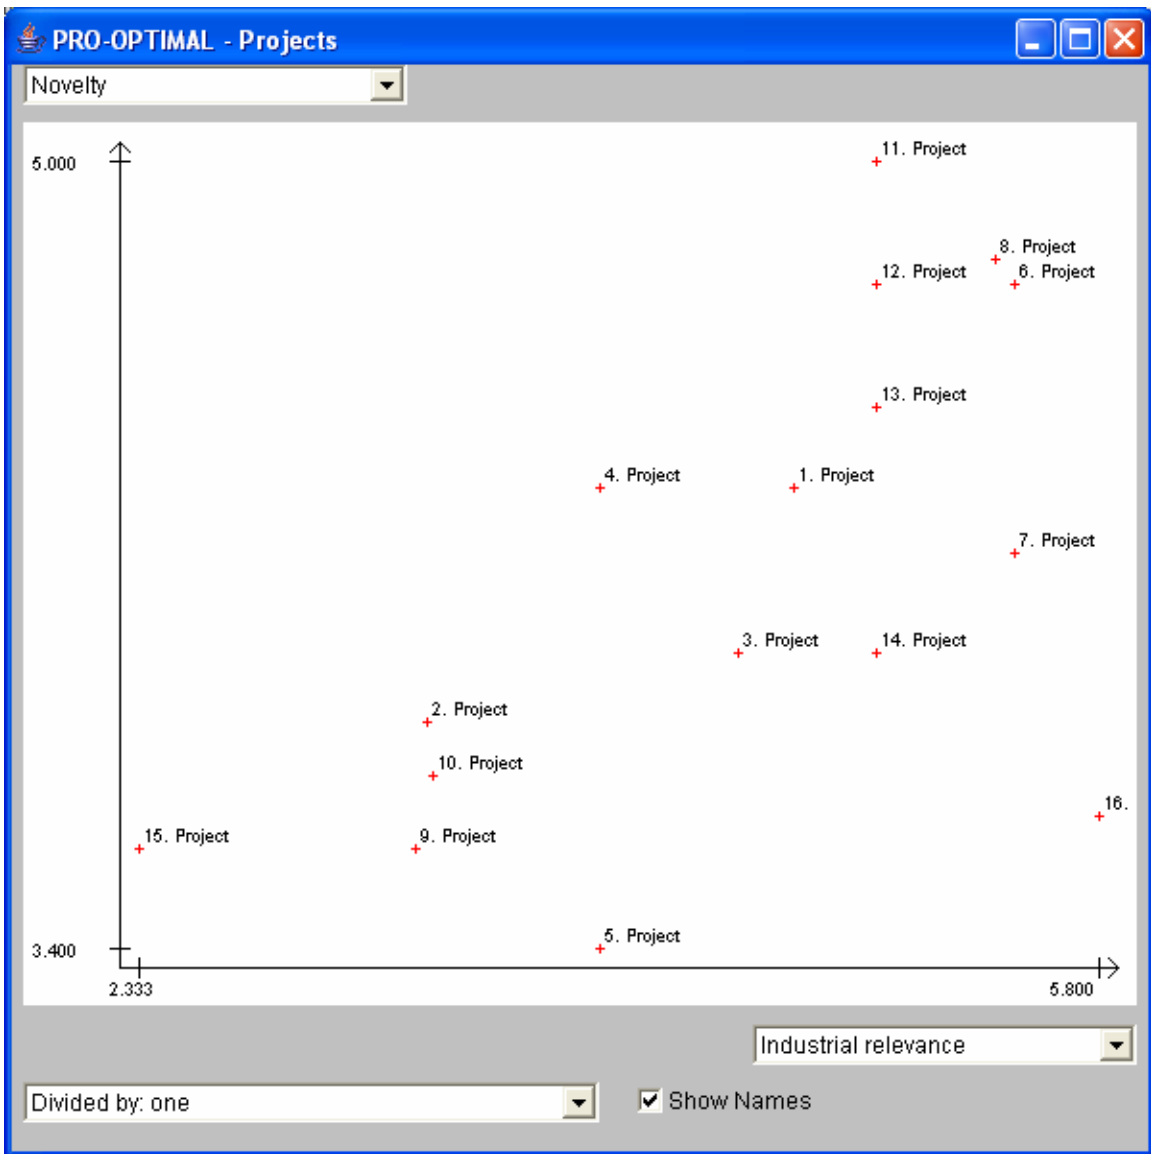 PRO-OPTIMAL - Projects
Novelty
5.000
11. Project
8. Project
12. Project
6. Project
13. Project
4. Project
1. Project
7. Project
3. Project
14. Project
2. Project
10. Project
16.
15. Project
9. Project
5. Project
3.400
2.333
5.800
Industrial relevance
Divided by: one
Show Names